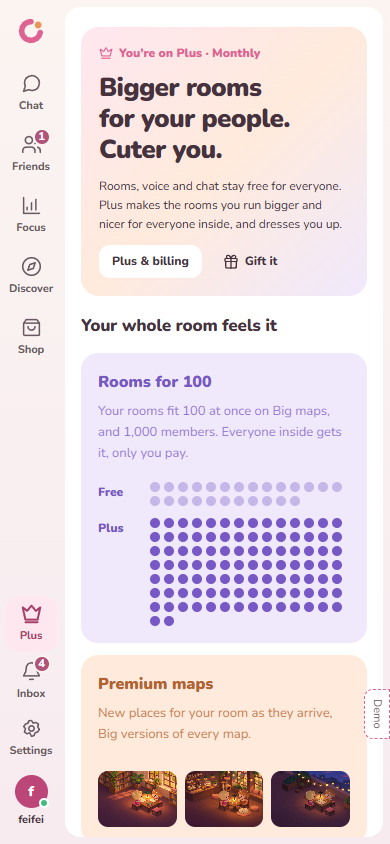 Chat
1
Friends
Focus
Discover
Shop
Plus
4
Inbox
Settings
f
feifei
You're on Plus · Monthly
Bigger rooms
for your people.
Cuter you.
Rooms, voice and chat stay free for everyone.
Plus makes the rooms you run bigger and
nicer for everyone inside, and dresses you up.
Plus & billing
Gift it
Your whole room feels it
Rooms for 100
Your rooms fit 100 at once on Big maps,
and 1,000 members. Everyone inside gets
it, only you pay.
Free
Plus
Premium maps
New places for your room as they arrive,
Big versions of every map.
Demo